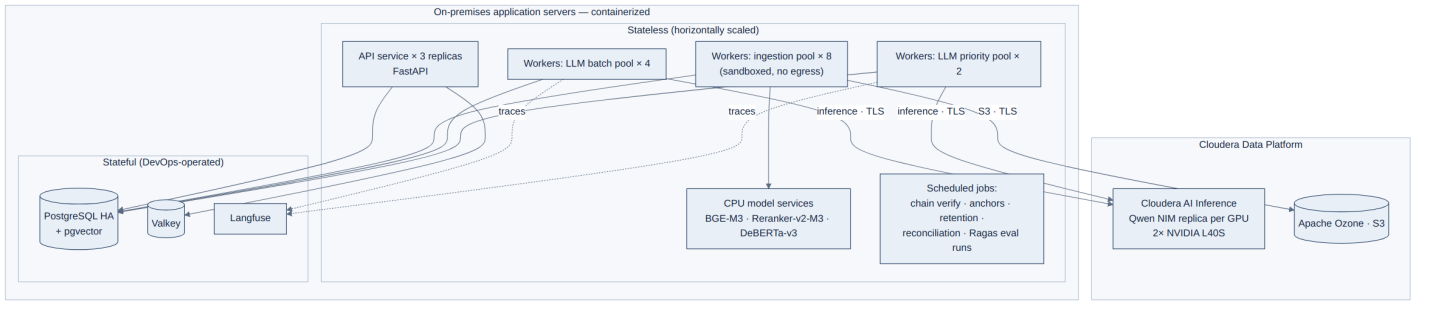 On-premises application servers — containerized
Stateless (horizontally scaled)
API service × 3 replicas
FastAPI
Workers: LLM batch pool × 4
Workers: ingestion pool × 8
(sandboxed, no egress)
Workers: LLM priority pool ×
2
traces
traces
inference · TLS
inference · TLS
S3 · TLS
Stateful (DevOps-operated)
PostgreSQL HA
+ pgvector
Valkey
Langfuse
CPU model services
BGE-M3 · Reranker-v2-M3 ·
DeBERTa-v3
Scheduled jobs:
chain verify · anchors ·
retention ·
reconciliation · Ragas eval
runs
Cloudera Data Platform
Cloudera AI Inference
Qwen NIM replica per GPU
2× NVIDIA L40S
Apache Ozone · S3